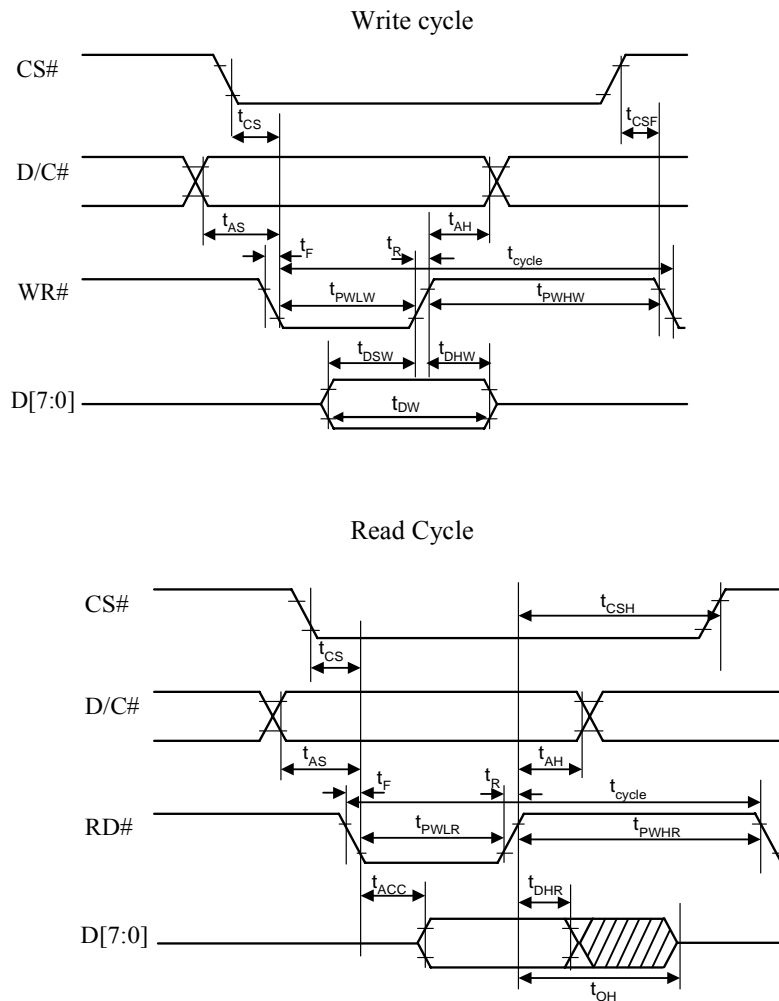 Write cycle
CS#
tCS
tCSF
D/C#
tAS
tAH
tF
tR
tcycle
WR#
tPWLW
tPWHW
tDSW
tDHW
D[7:0]
tDW
Read Cycle
CS#
tCSH
tCS
D/C#
tAS
tAH
tF
tR
tcycle
RD#
tPWLR
tPWHR
tACC
tDHR
D[7:0]
tOH